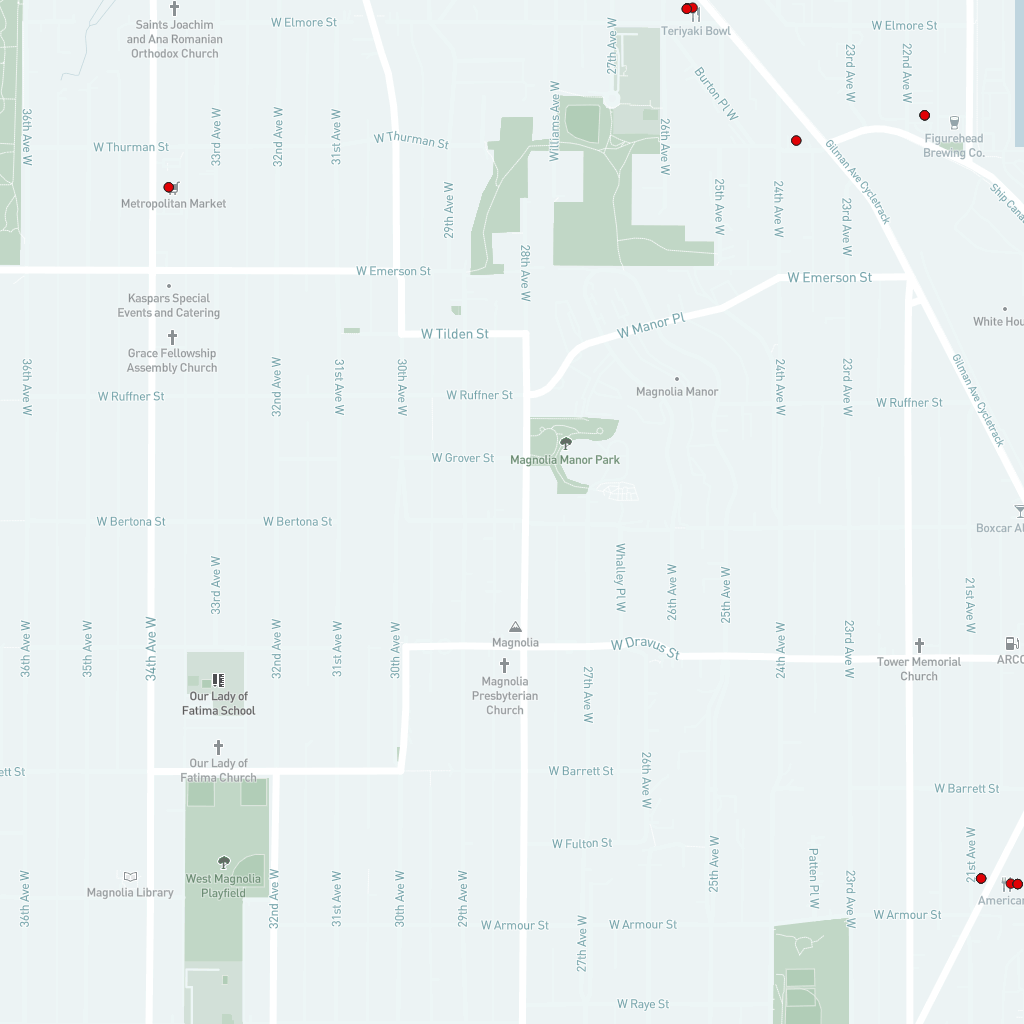 Saints Joachim
and Ana Romanian
Orthodox Church
W Elmore St
27th Ave W
Teriyaki Bowl
W Elmore St
23rd Ave W
22nd Ave W
Burton Pl W
36th Ave W
33rd Ave W
32nd Ave W
31st Ave W
W Thurman St
W Thurman St
Williams Ave W
26th Ave W
Figurehead
Brewing Co.
Gilman Ave Cycletrack
Ship Cana
Metropolitan Market
29th Ave W
25th Ave W
24th Ave W
23rd Ave W
28th Ave W
W Emerson St
W Emerson St
Kaspars Special
Events and Catering
W Manor Pl
White Hou
W Tilden St
Grace Fellowship
Assembly Church
36th Ave W
32nd Ave W
31st Ave W
30th Ave W
24th Ave W
23rd Ave W
Gilman Ave Cycletrack
W Ruffner St
W Ruffner St
Magnolia Manor
W Ruffner St
W Grover St
Magnolia Manor Park
W Bertona St
W Bertona St
Boxcar Al
33rd Ave W
Whalley Pl W
26th Ave W
25th Ave W
21st Ave W
36th Ave W
35th Ave W
34th Ave W
32nd Ave W
31st Ave W
30th Ave W
Magnolia
W Dravus St
24th Ave W
23rd Ave W
Tower Memorial
Church
ARCO
Magnolia
Presbyterian
Church
27th Ave W
Our Lady of
Fatima School
Our Lady of
Fatima Church
ett St
W Barrett St
26th Ave W
W Barrett St
W Fulton St
25th Ave W
Patten Pl W
21st Ave W
West Magnolia
Playfield
Magnolia Library
36th Ave W
32nd Ave W
31st Ave W
30th Ave W
29th Ave W
23rd Ave W
American
W Armour St
W Armour St
W Armour St
27th Ave W
W Raye St